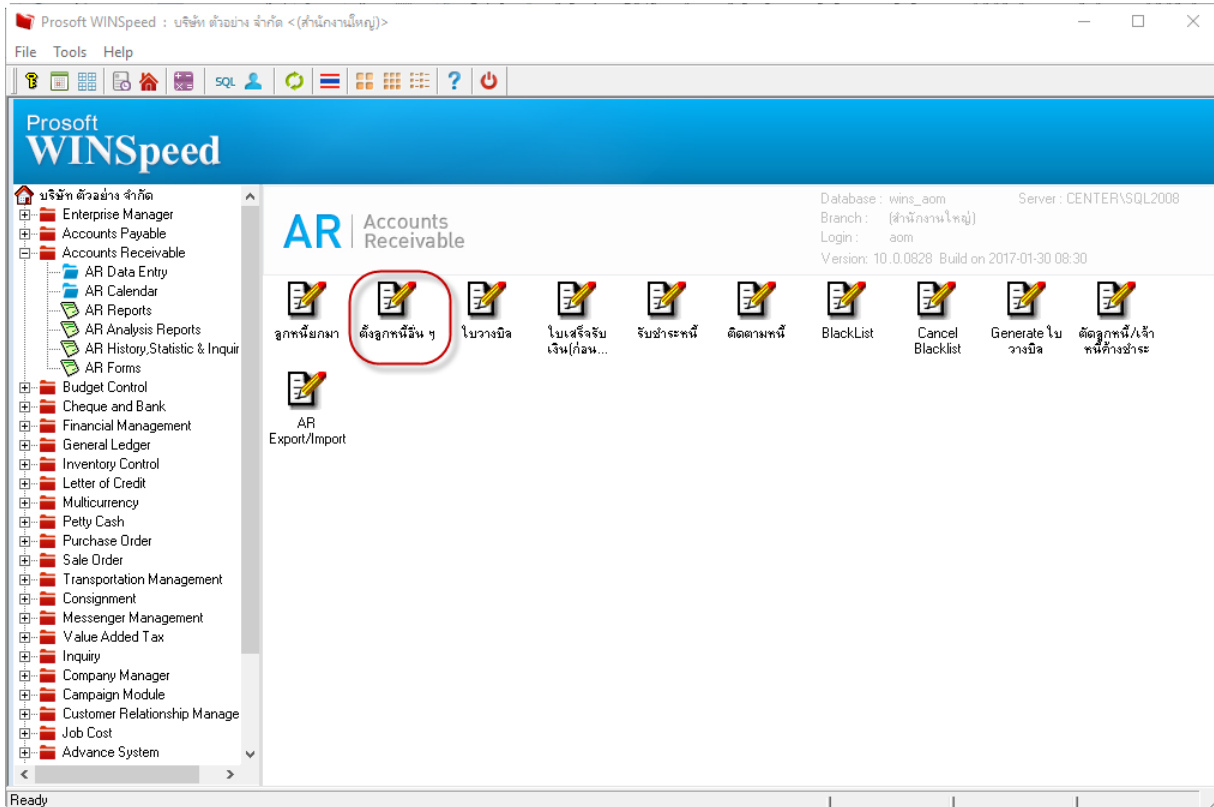 Prosoft WINSpeed : บริษัท ตัวอย่าง จำกัด <(สำนักงานใหญ่)>
File Tools Help
SQL
?
Prosoft
WINSpeed
บริษัท ตัวอย่าง จำกัด
Enterprise Manager
Accounts Payable
Accounts Receivable
AR Data Entry
AR Calendar
AR Reports
AR Analysis Reports
AR History,Statistic & Inquir
AR Forms
Budget Control
Cheque and Bank
Financial Management
General Ledger
Inventory Control
Letter of Credit
Multicurrency
Petty Cash
Purchase Order
Sale Order
Transportation Management
Consignment
Messenger Management
Value Added Tax
Inquiry
Company Manager
Campaign Module
Customer Relationship Manage
Job Cost
Advance System
AR Accounts
Receivable
Database : wins_aom Server : CENTER\SQL2008
Branch : (สำนักงานใหญ่)
Login : aom
Version: 10.0.0828 Build on 2017-01-30 08:30
ลูกหนี้ยกมา
ตั้งลูกหนี้อื่น ๆ
ใบวางบิล
ใบเสร็จรับ
เงิน(ก่อน...
รับชำระหนี้
ติดตามหนี้
BlackList
Cancel
Blacklist
Generate ใบ
วางบิล
ตัดลูกหนี้/เจ้า
หนี้ค้างชำระ
AR
Export/Import
Ready